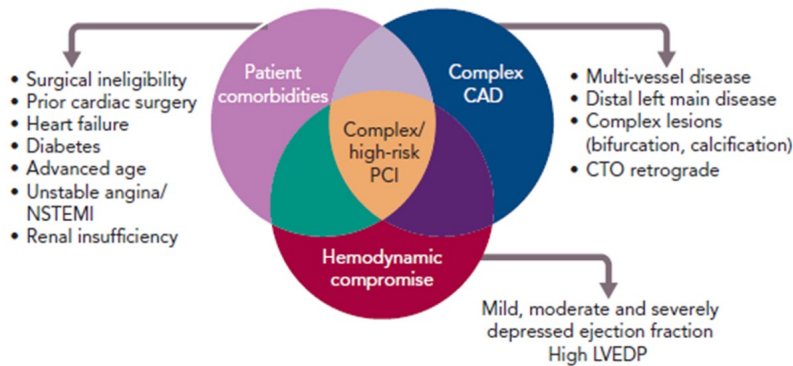 Patient
comorbidities
Complex
CAD
Complex/
high-risk
PCI
Hemodynamic
compromise
• Surgical ineligibility
• Prior cardiac surgery
• Heart failure
• Diabetes
• Advanced age
• Unstable angina/
NSTEMI
• Renal insufficiency
• Multi-vessel disease
• Distal left main disease
• Complex lesions
(bifurcation, calcification)
• CTO retrograde
Mild, moderate and severely
depressed ejection fraction
High LVEDP